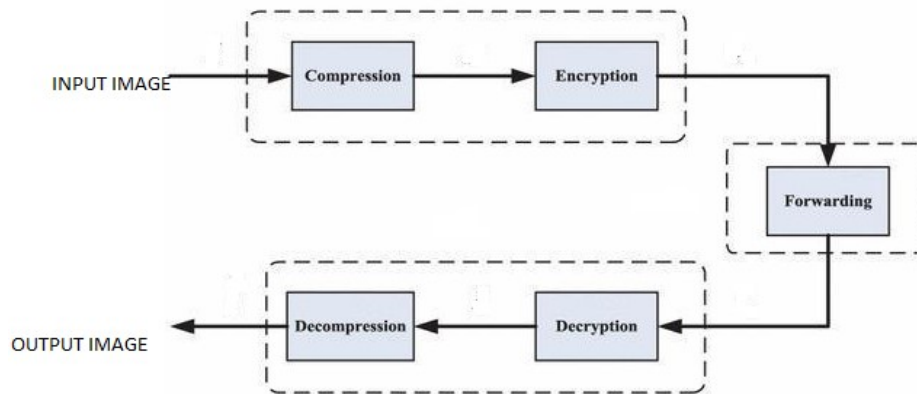 INPUT IMAGE
Compression
Encryption
Forwarding
Decryption
Decompression
OUTPUT IMAGE